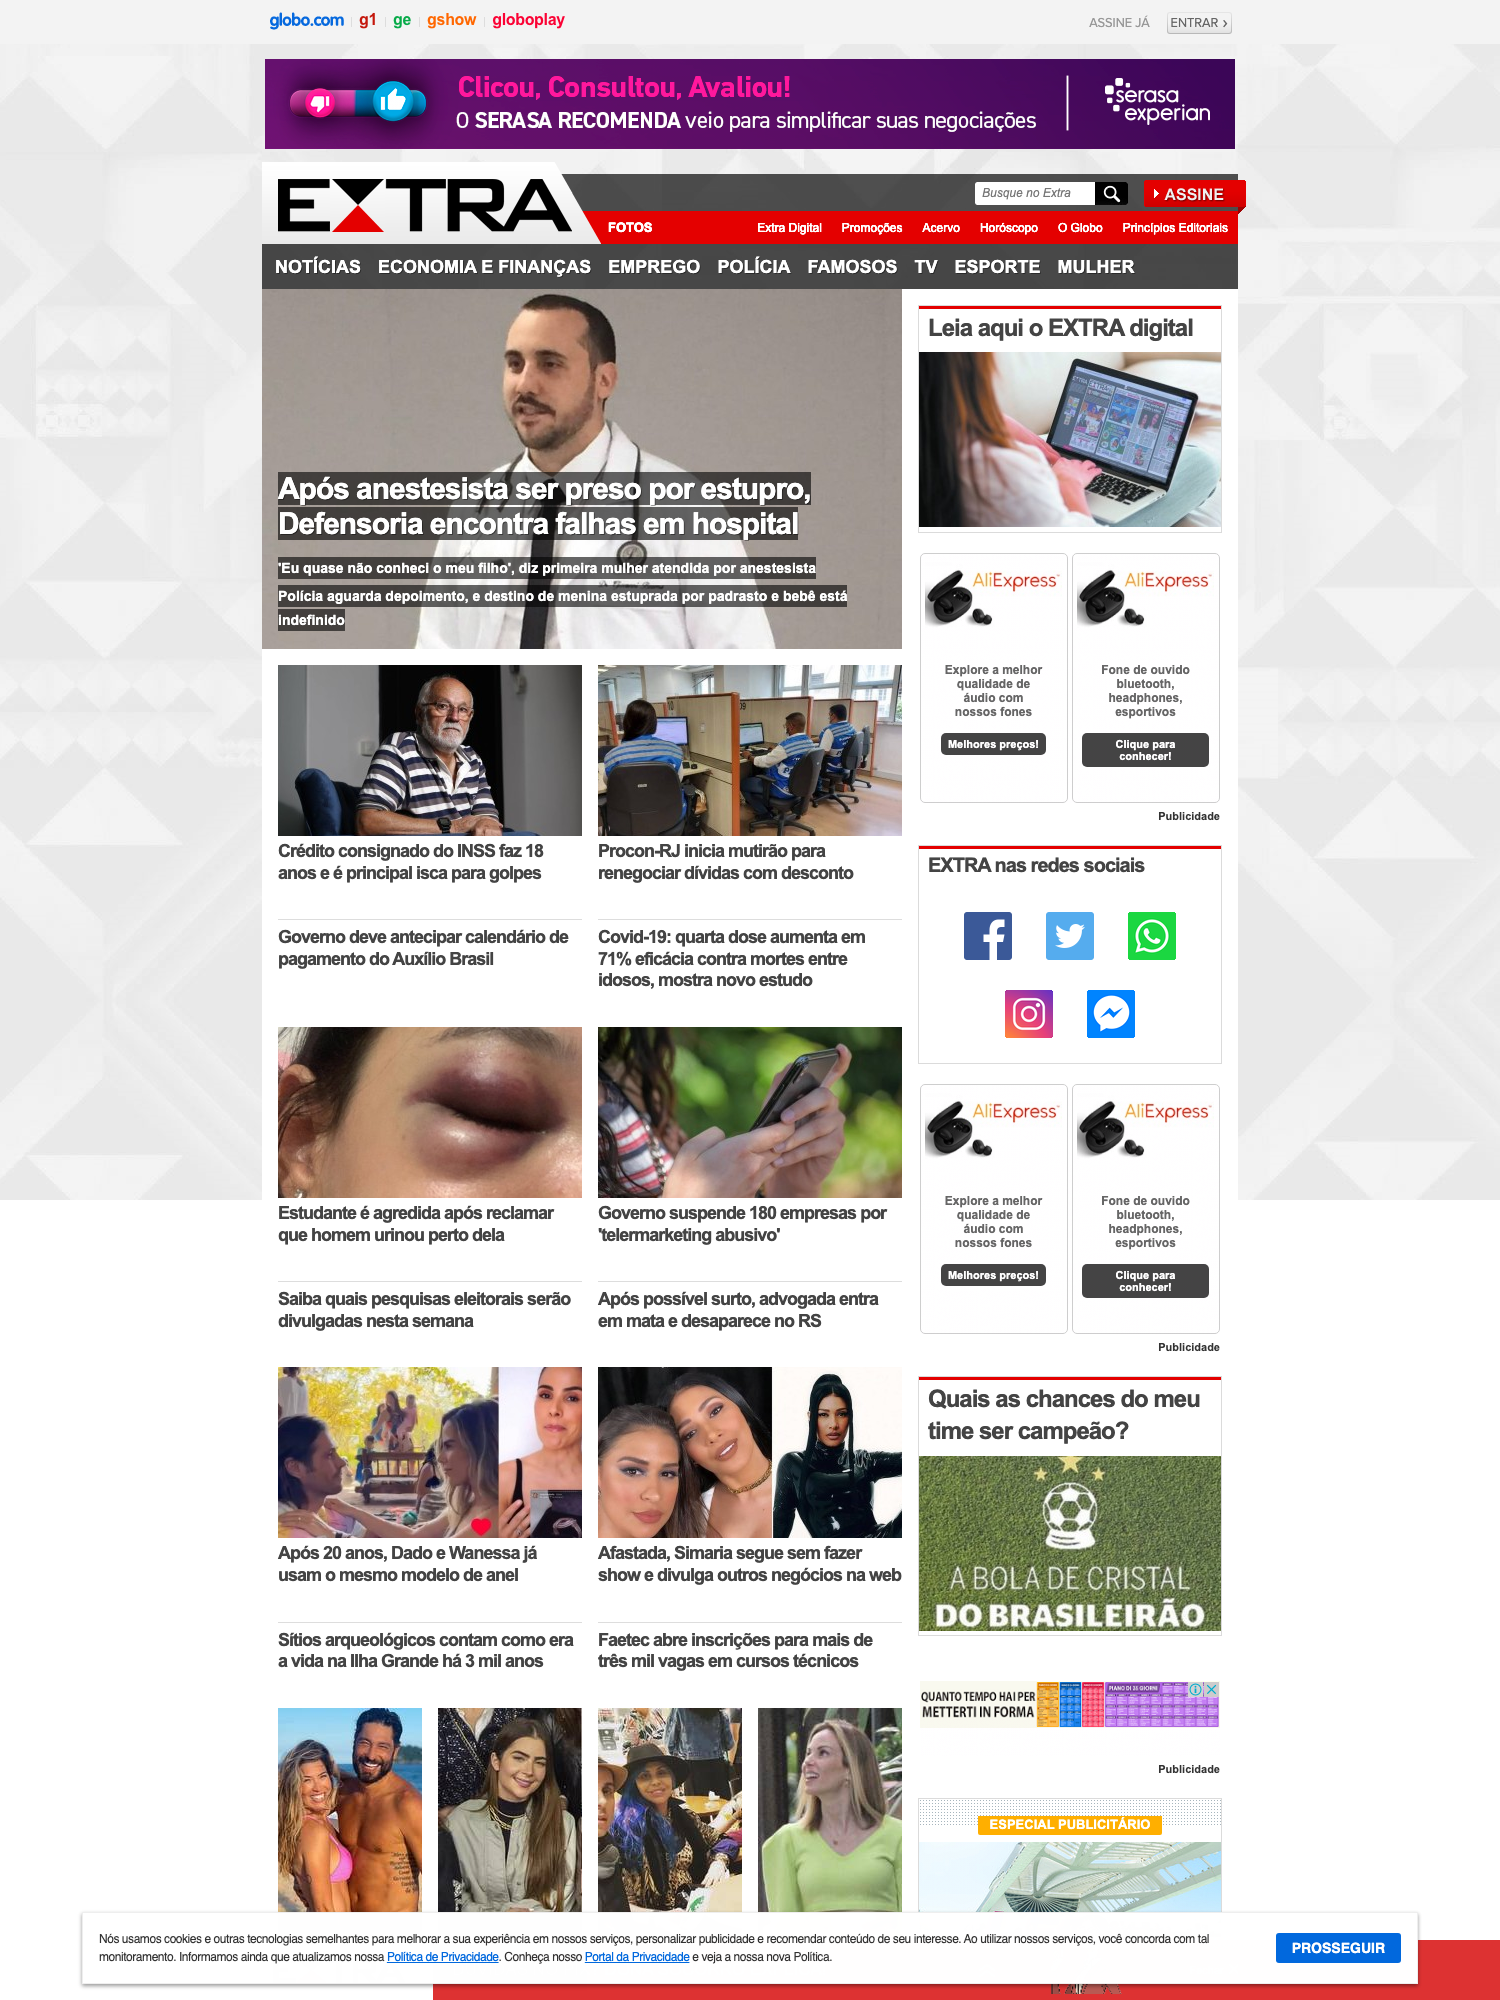 globo.com g1 ge gshow globoplay
ASSINE JÁ ENTRAR ›
Clicou, Consultou, Avaliou!
O SERASA RECOMENDA veio para simplificar suas negociações
serasa experian
EXTRA
Busque no Extra
ASSINE
FOTOS
Extra Digital Promoções Acervo Horóscopo O Globo Princípios Editoriais
NOTÍCIAS ECONOMIA E FINANÇAS EMPREGO POLÍCIA FAMOSOS TV ESPORTE MULHER
Após anestesista ser preso por estupro,
Defensoria encontra falhas em hospital
'Eu quase não conheci o meu filho', diz primeira mulher atendida por anestesista
Polícia aguarda depoimento, e destino de menina estuprada por padrasto e bebê está
indefinido
Leia aqui o EXTRA digital
AliExpress
Explore a melhor
qualidade de
áudio com
nossos fones
Melhores preços!
AliExpress
Fone de ouvido
bluetooth,
headphones,
esportivos
Clique para
conhecer!
Publicidade
Crédito consignado do INSS faz 18
anos e é principal isca para golpes
Procon-RJ inicia mutirão para
renegociar dívidas com desconto
Governo deve antecipar calendário de
pagamento do Auxílio Brasil
Covid-19: quarta dose aumenta em
71% eficácia contra mortes entre
idosos, mostra novo estudo
EXTRA nas redes sociais
Estudante é agredida após reclamar
que homem urinou perto dela
Governo suspende 180 empresas por
'telermarketing abusivo'
Saiba quais pesquisas eleitorais serão
divulgadas nesta semana
Após possível surto, advogada entra
em mata e desaparece no RS
AliExpress
Explore a melhor
qualidade de
áudio com
nossos fones
Melhores preços!
AliExpress
Fone de ouvido
bluetooth,
headphones,
esportivos
Clique para
conhecer!
Publicidade
Após 20 anos, Dado e Wanessa já
usam o mesmo modelo de anel
Afastada, Simaria segue sem fazer
show e divulga outros negócios na web
Sítios arqueológicos contam como era
a vida na Ilha Grande há 3 mil anos
Faetec abre inscrições para mais de
três mil vagas em cursos técnicos
Quais as chances do meu
time ser campeão?
A BOLA DE CRISTAL
DO BRASILEIRÃO
QUANTO TEMPO HAI PER
METTERTI IN FORMA
PIANO DI 28 GIORNI
Publicidade
ESPECIAL PUBLICITÁRIO
Nós usamos cookies e outras tecnologias semelhantes para melhorar a sua experiência em nossos serviços, personalizar publicidade e recomendar conteúdo de seu interesse. Ao utilizar nossos serviços, você concorda com tal
monitoramento. Informamos ainda que atualizamos nossa Política de Privacidade. Conheça nosso Portal da Privacidade e veja a nossa nova Política.
PROSSEGUIR